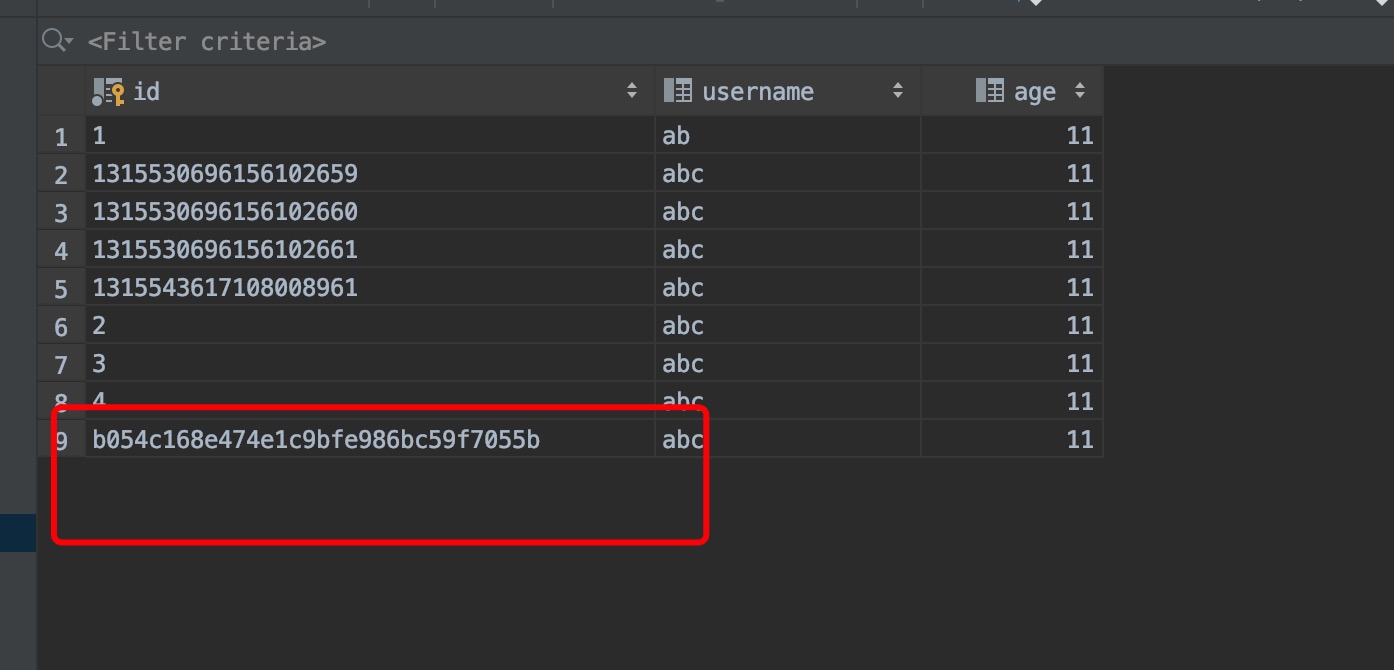 <Filter criteria>
id username age
1 1 ab 11
2 1315530696156102659 abc 11
3 1315530696156102660 abc 11
4 1315530696156102661 abc 11
5 1315543617108008961 abc 11
6 2 abc 11
7 3 abc 11
8 4 abc 11
9 b054c168e474e1c9bfe986bc59f7055b abc 11